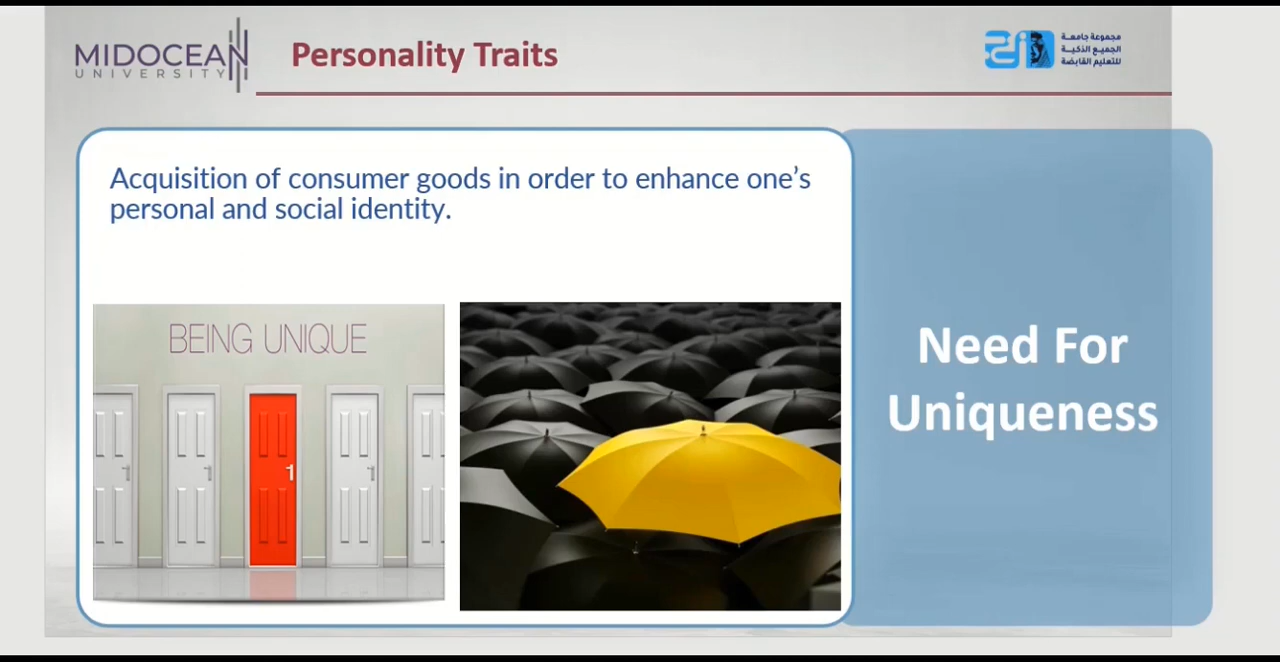 MIDOCEAN
UNIVERSITY
Personality Traits
مجموعة جامعة
الجميع الذكية
للتعليم القابضة
Acquisition of consumer goods in order to enhance one’s
personal and social identity.
BEING UNIQUE
Need For
Uniqueness